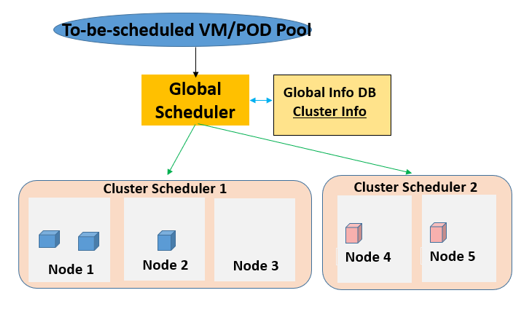 To-be-scheduled VM/POD Pool
Global
Scheduler
Global Info DB
Cluster Info
Cluster Scheduler 1
Cluster Scheduler 2
Node 1
Node 2
Node 3
Node 4
Node 5